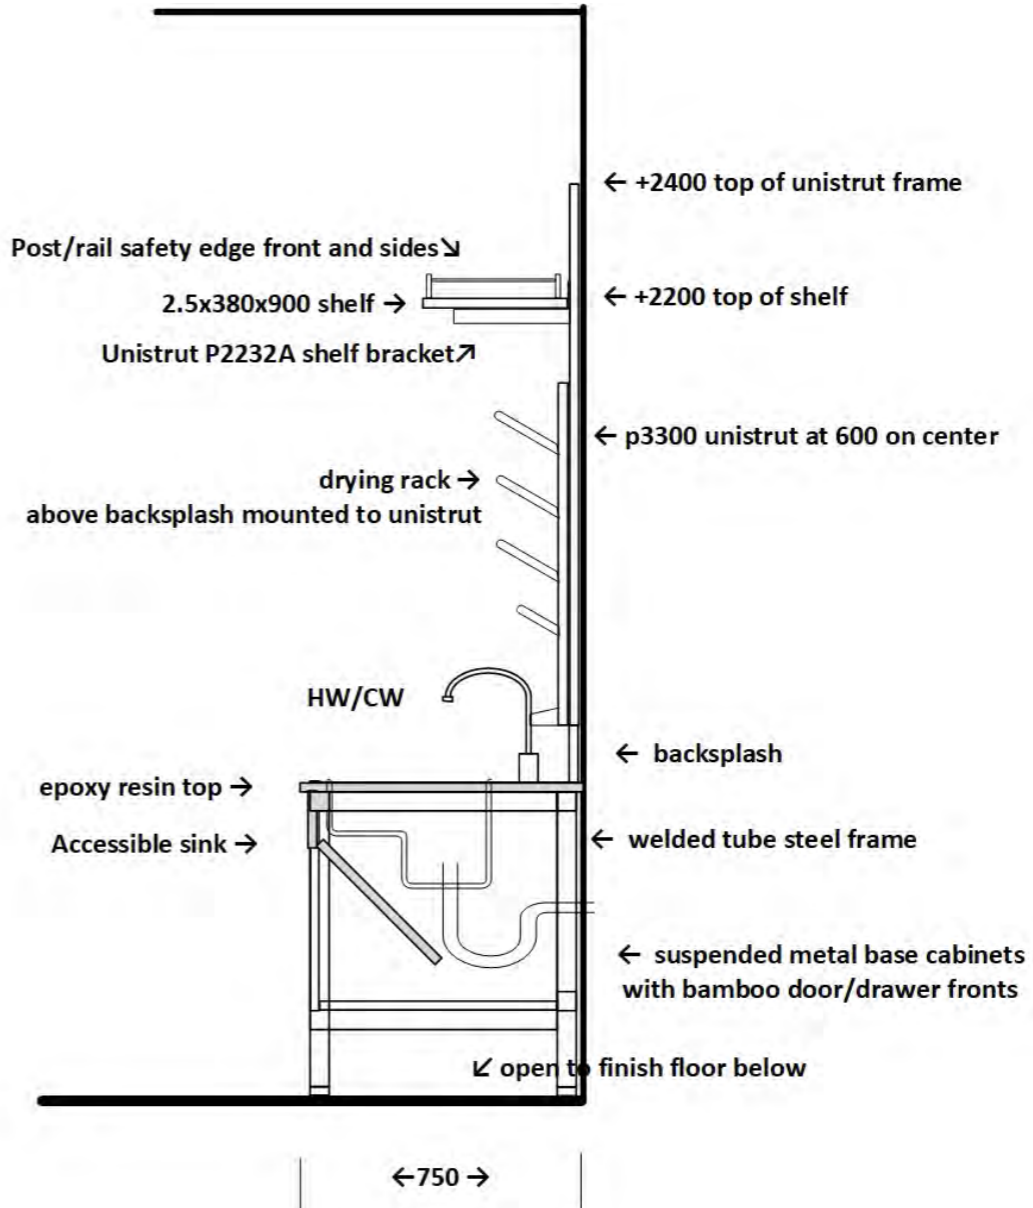 ← +2400 top of unistrut frame
Post/rail safety edge front and sides↘
2.5x380x900 shelf →
← +2200 top of shelf
Unistrut P2232A shelf bracket↗
← p3300 unistrut at 600 on center
drying rack →
above backsplash mounted to unistrut
HW/CW
← backsplash
epoxy resin top →
Accessible sink →
← welded tube steel frame
← suspended metal base cabinets
with bamboo door/drawer fronts
↙ open to finish floor below
←750 →